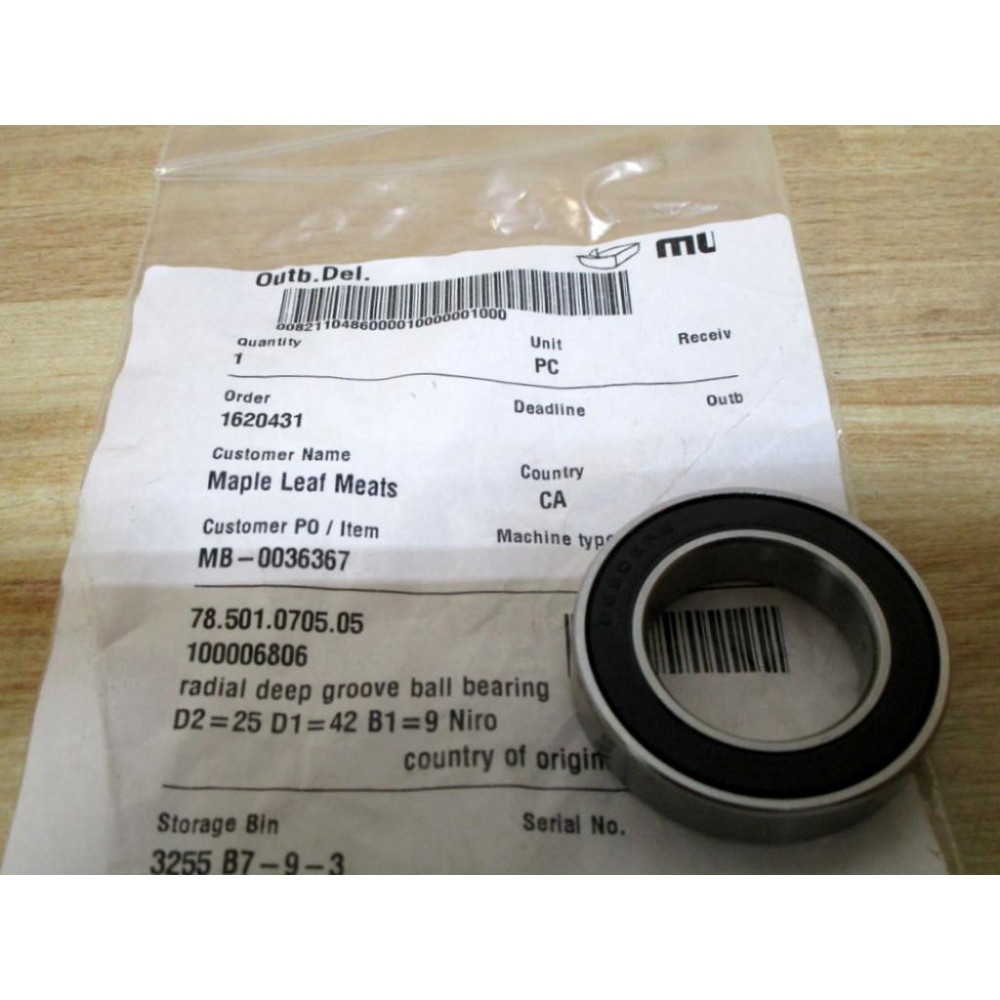 Outb.Del.
00821104860000100000001000
Quantity Unit Receiv
1 PC
Order Deadline Outb
1620431
Customer Name Country
Maple Leaf Meats CA
Customer PO / Item Machine type
MB-0036367
78.501.0705.05
100006806
radial deep groove ball bearing
D2=25 D1=42 B1=9 Niro
country of origin
Storage Bin Serial No.
3255 B7-9-3